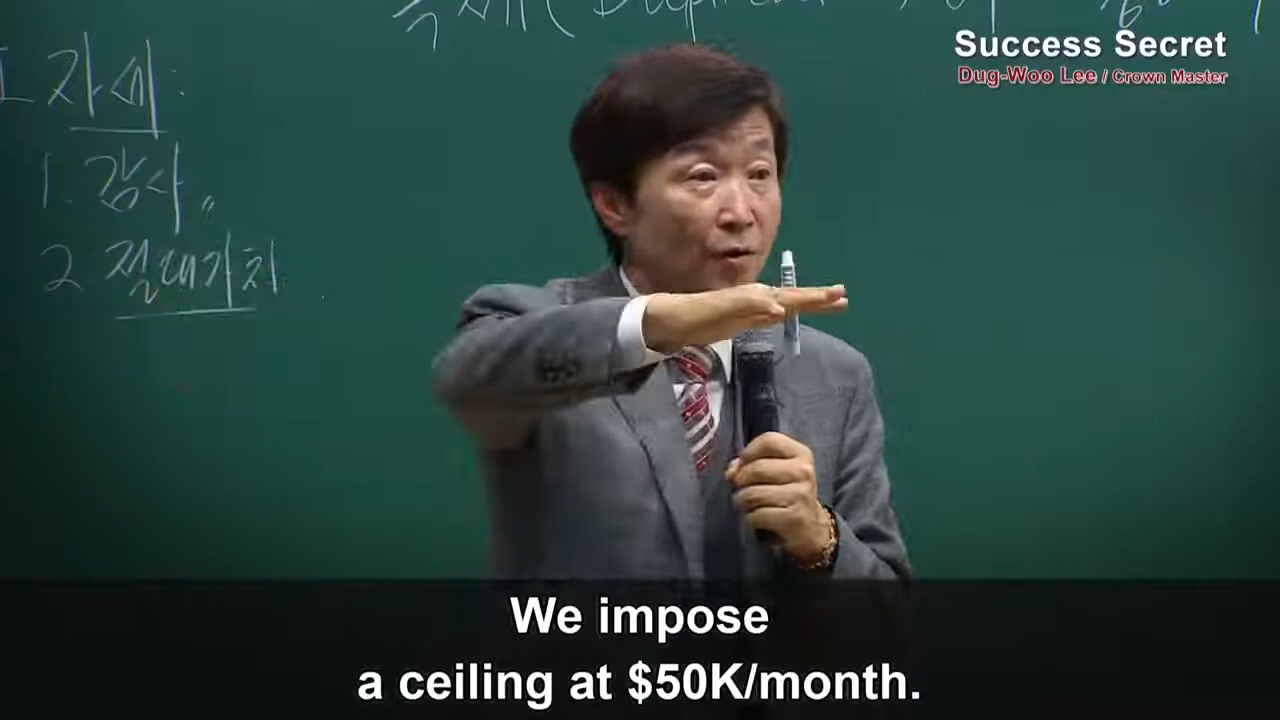 Success Secret
Dug-Woo Lee / Crown Master
I 자세:
1. 감사
2. 절대가치
We impose
a ceiling at $50K/month.